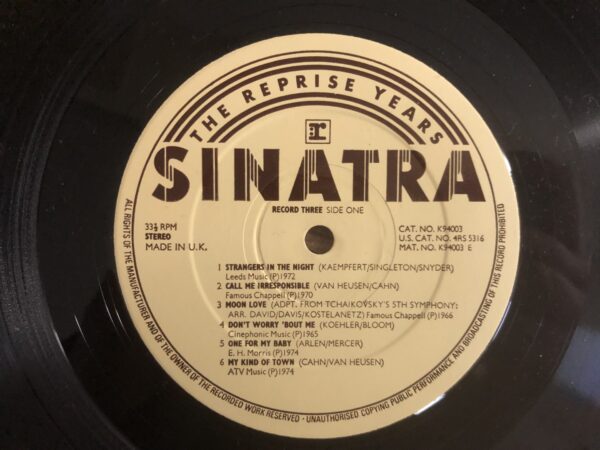 THE REPRISE YEARS
r:
SINATRA
RECORD THREE SIDE ONE
33⅓ RPM
STEREO
MADE IN U.K.
CAT. NO. K94003
U.S. CAT. NO. 4RS 5316
MAT. NO. K94003 E
1 STRANGERS IN THE NIGHT (KAEMPFERT/SINGLETON/SNYDER)
Leeds Music (P)1972
2 CALL ME IRRESPONSIBLE (VAN HEUSEN/CAHN)
Famous Chappell (P)1970
3 MOON LOVE (ADPT. FROM TCHAIKOVSKY'S 5TH SYMPHONY:
ARR. DAVID/DAVIS/KOSTELANETZ) Famous Chappell (P)1966
4 DON'T WORRY 'BOUT ME (KOEHLER/BLOOM)
Cinephonic Music (P)1965
5 ONE FOR MY BABY (ARLEN/MERCER)
E. H. Morris (P)1974
6 MY KIND OF TOWN (CAHN/VAN HEUSEN)
ATV Music (P)1974
ALL RIGHTS OF THE MANUFACTURER AND OF THE OWNER OF THE RECORDED WORK RESERVED - UNAUTHORISED COPYING PUBLIC PERFORMANCE AND BROADCASTING OF THIS RECORD PROHIBITED